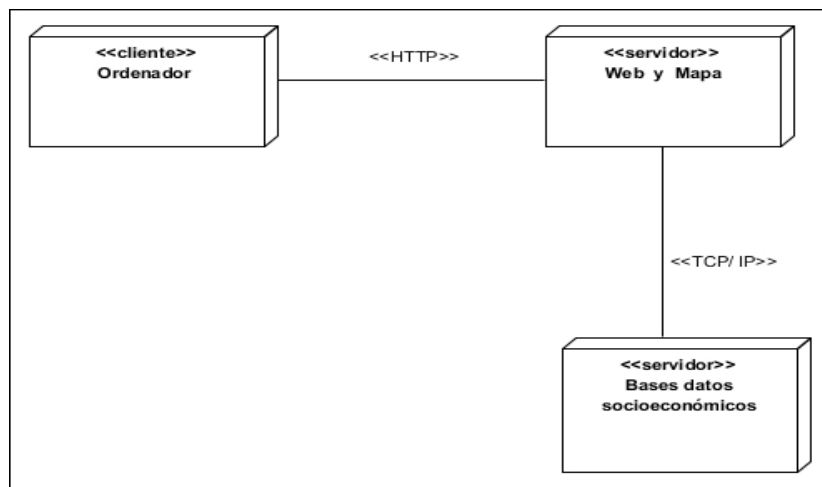 <<cliente>>
Ordenador
<<HTTP>>
<<servidor>>
Web y Mapa
<<TCP/ IP>>
<<servidor>>
Bases datos
socioeconómicos